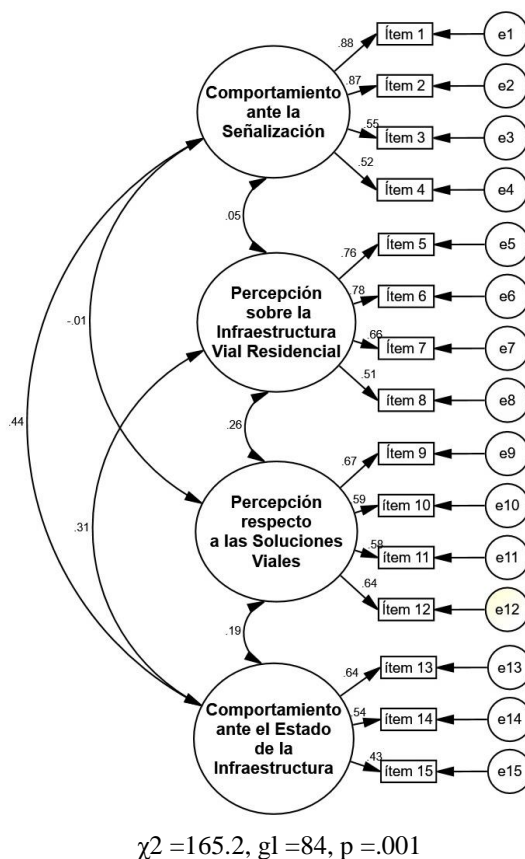 .88
Ítem 1
e1
.87
Ítem 2
e2
Comportamiento
ante la
Señalización
.55
Ítem 3
e3
.52
Ítem 4
e4
.05
.76
Ítem 5
e5
.78
Ítem 6
e6
Percepción
sobre la
Infraestructura
Vial Residencial
.66
Ítem 7
e7
.51
ítem 8
e8
-.01
.44
.26
.31
.67
Ítem 9
e9
.59
ítem 10
e10
Percepción
respecto
a las Soluciones
Viales
.58
ítem 11
e11
.64
Ítem 12
e12
.19
.64
ítem 13
e13
.54
ítem 14
e14
Comportamiento
ante el Estado
de la
Infraestructura
.43
ítem 15
e15
χ2 =165.2, gl =84, p =.001